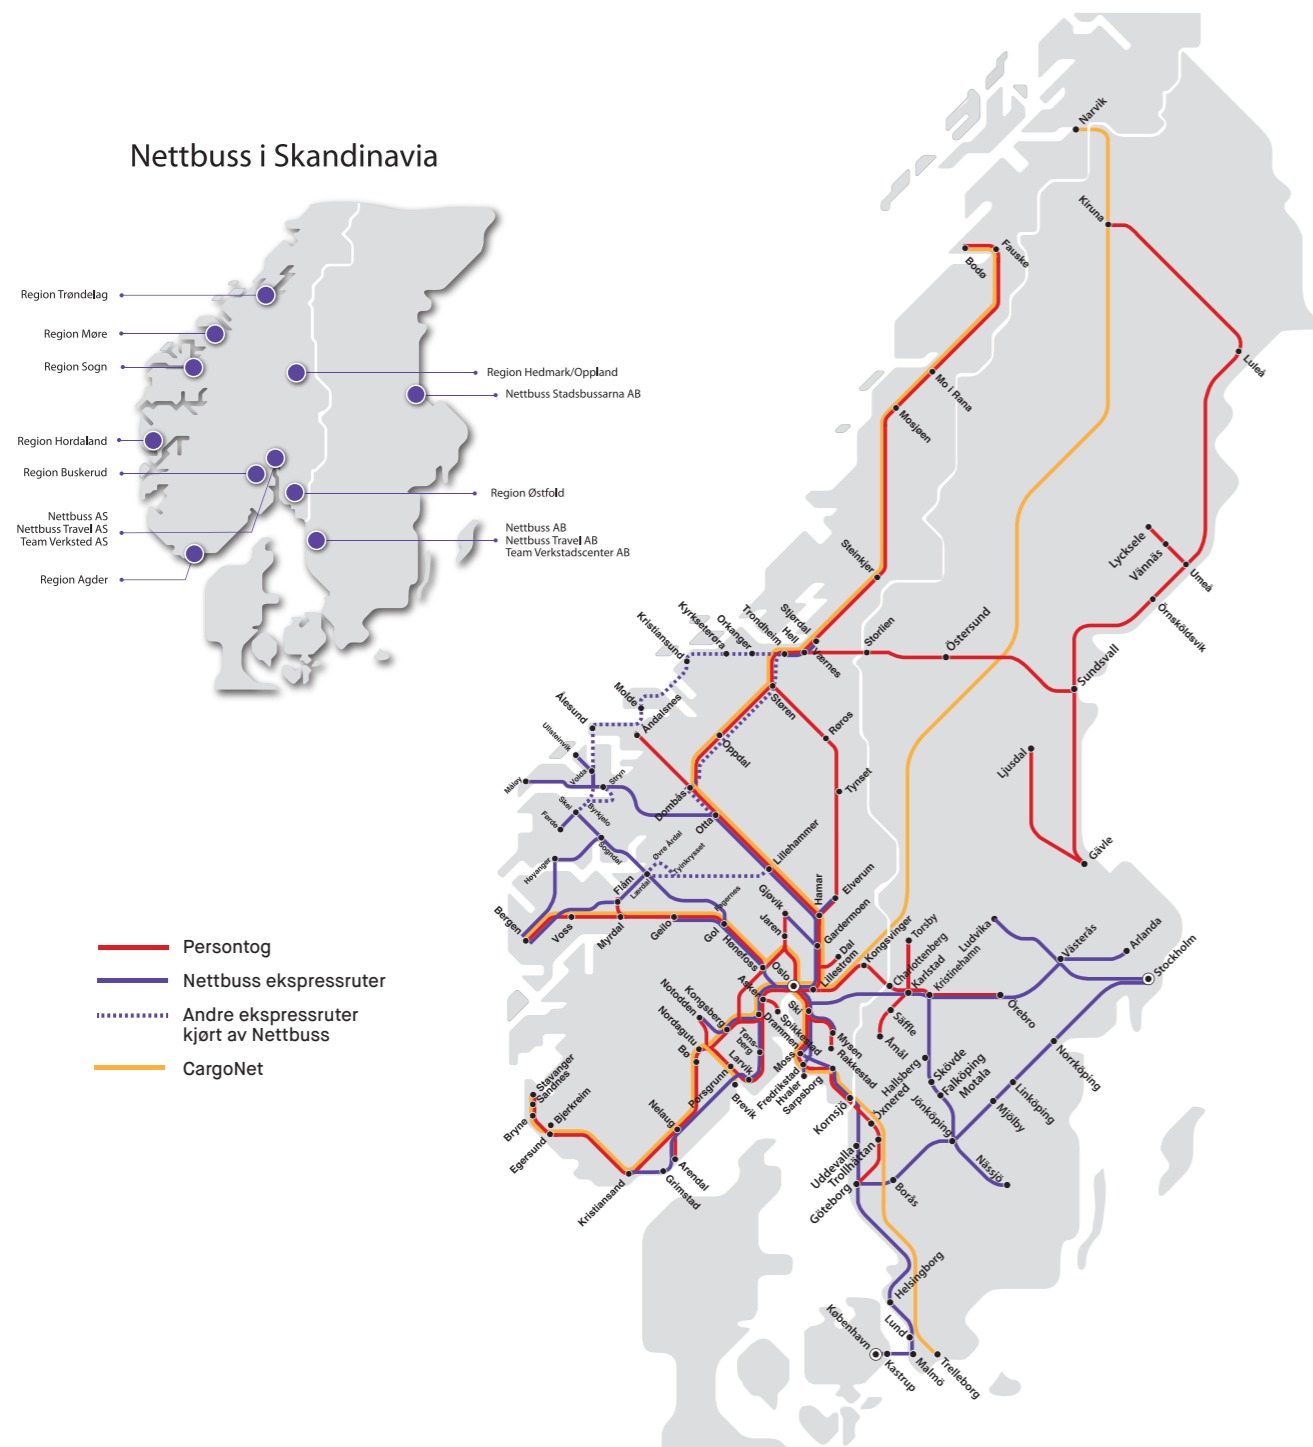 Nettbuss i Skandinavia
Region Trøndelag
Region Møre
Region Sogn
Region Hordaland
Region Buskerud
Nettbuss AS
Nettbuss Travel AS
Team Verksted AS
Region Agder
Region Hedmark/Oppland
Nettbuss Stadsbussarna AB
Region Østfold
Nettbuss AB
Nettbuss Travel AB
Team Verkstadscenter AB
Persontog
Nettbuss ekspressruter
Andre ekspressruter
kjørt av Nettbuss
CargoNet
Narvik
Kiruna
Fauske
Bodø
Luleå
Mo i Rana
Mosjøen
Lycksele
Vännäs
Umeå
Örnsköldsvik
Steinkjer
Stjørdal
Hell
Værnes
Trondheim
Orkanger
Kyrkseterøra
Kristiansund
Storlien
Östersund
Sundsvall
Molde
Åndalsnes
Ålesund
Støren
Røros
Oppdal
Ullsteinvik
Volda
Stryn
Måløy
Tynset
Ljusdal
Dombås
Otta
Skei
Byrkjelo
Førde
Sogndal
Lillehammer
Gävle
Høyanger
Øvre Årdal
Tyinkrysset
Lærdal
Flåm
Fagernes
Bergen
Voss
Myrdal
Geilo
Gol
Hønefoss
Gjøvik
Jaren
Hamar
Elverum
Gardermoen
Dal
Kongsvinger
Torsby
Charlottenberg
Karlstad
Kristinehamn
Ludvika
Västerås
Arlanda
Stockholm
Oslo
Lillestrøm
Asker
Ski
Örebro
Säffle
Åmål
Notodden
Kongsberg
Nordagutu
Bø
Tøns-
berg
Drammen
Spikkestad
Mysen
Rakkestad
Moss
Fredrikstad
Hvaler
Sarpsborg
Larvik
Porsgrunn
Brevik
Hallsberg
Skövde
Falköping
Motala
Norrköping
Linköping
Mjölby
Jönköping
Nässjö
Kornsjø
Öxnered
Uddevalla
Trollhättan
Göteborg
Borås
Stavanger
Sandnes
Bryne
Bjerkreim
Egersund
Nelaug
Arendal
Grimstad
Kristiansand
Helsingborg
Lund
København
Kastrup
Malmö
Trelleborg